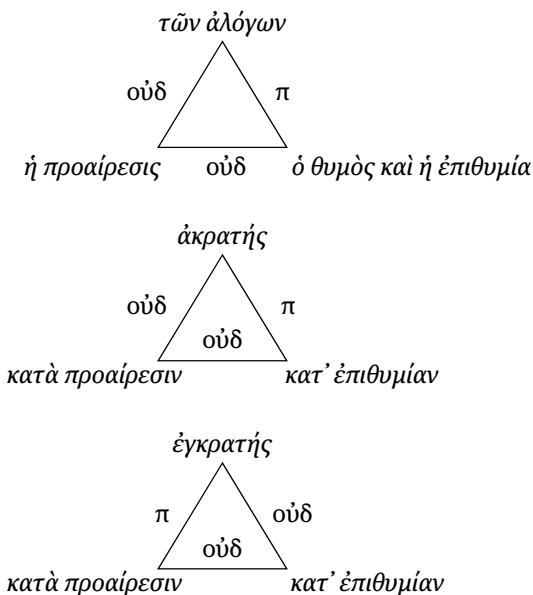 τῶν ἀλόγων
οὐδ π
ἡ προαίρεσις οὐδ ὁ θυμὸς καὶ ἡ ἐπιθυμία
ἀκρατής
οὐδ π
οὐδ
κατὰ προαίρεσιν κατ᾽ ἐπιθυμίαν
ἐγκρατής
π οὐδ
οὐδ
κατὰ προαίρεσιν κατ᾽ ἐπιθυμίαν